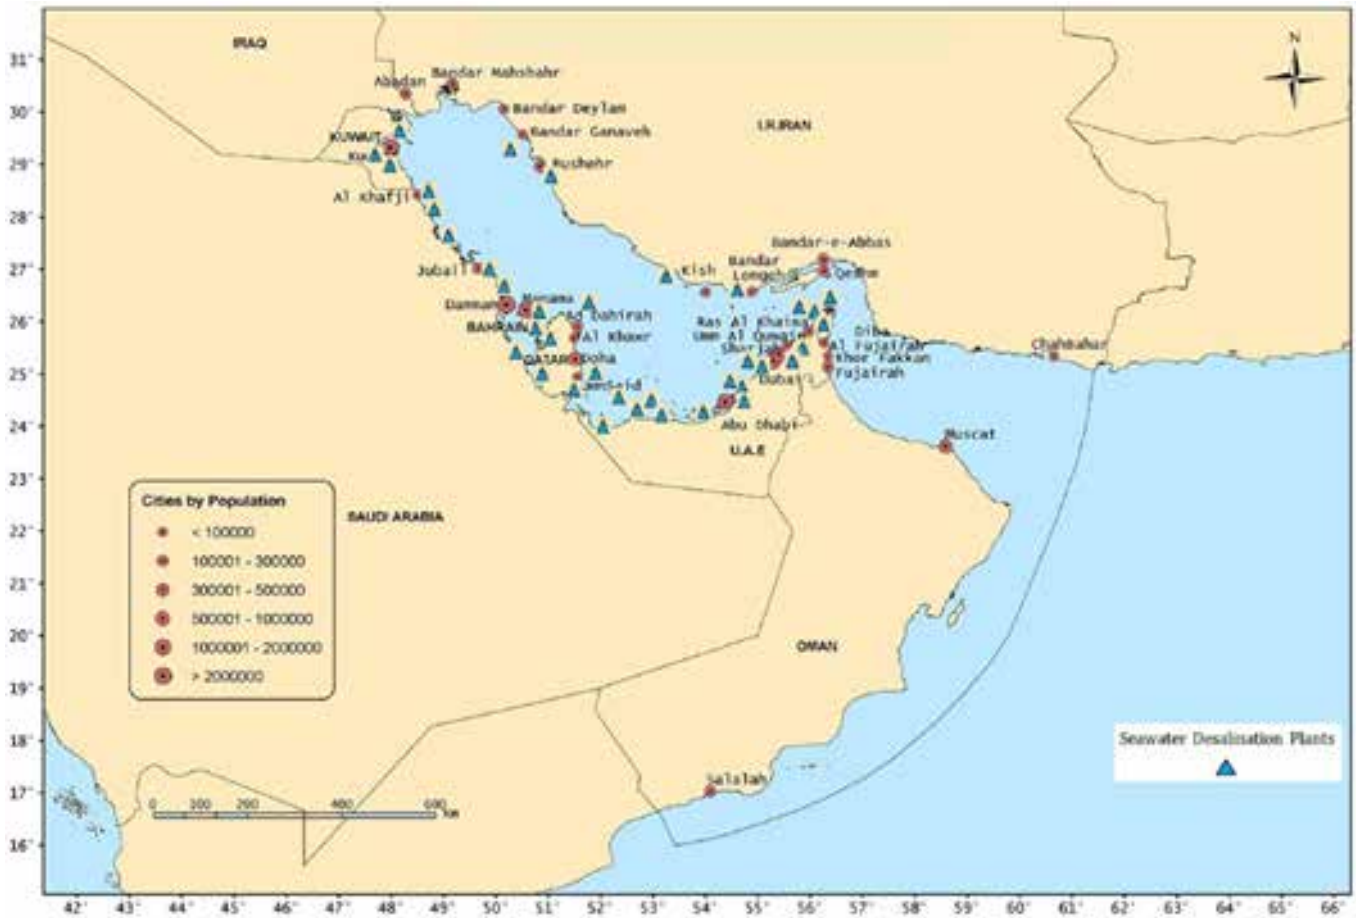 N
IRAQ
Abadan
Bandar Mahshahr
Bandar Deylam
Bandar Ganaveh
I.R.IRAN
KUWAIT
Bushehr
Al Khafji
Jubail
Kish
Bandar
Longeh
Bandar-e-Abbas
Qeshm
Dammam
Manama
Ad Dahirah
BAHRAIN
Al Khawr
QATAR
Doha
Ras Al Khaima
Umm Al Quwain
Sharjah
Diba
Al Fujairah
Khor Fakkan
Fujairah
Dubai
Chahbahar
Abu Dhabi
U.A.E
Muscat
SAUDI ARABIA
OMAN
Salalah
Cities by Population
< 100000
100001 - 300000
300001 - 500000
500001 - 1000000
1000001 - 2000000
> 2000000
Seawater Desalination Plants
0 400 600
km
31°
30°
29°
28°
27°
26°
25°
24°
23°
22°
21°
20°
19°
18°
17°
16°
42° 43° 44° 45° 46° 47° 48° 49° 50° 51° 52° 53° 54° 55° 56° 57° 58° 59° 60° 61° 62° 63° 64° 65° 66°